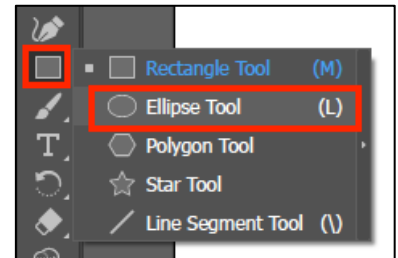 Rectangle Tool (M)
Ellipse Tool (L)
Polygon Tool
Star Tool
Line Segment Tool (\)